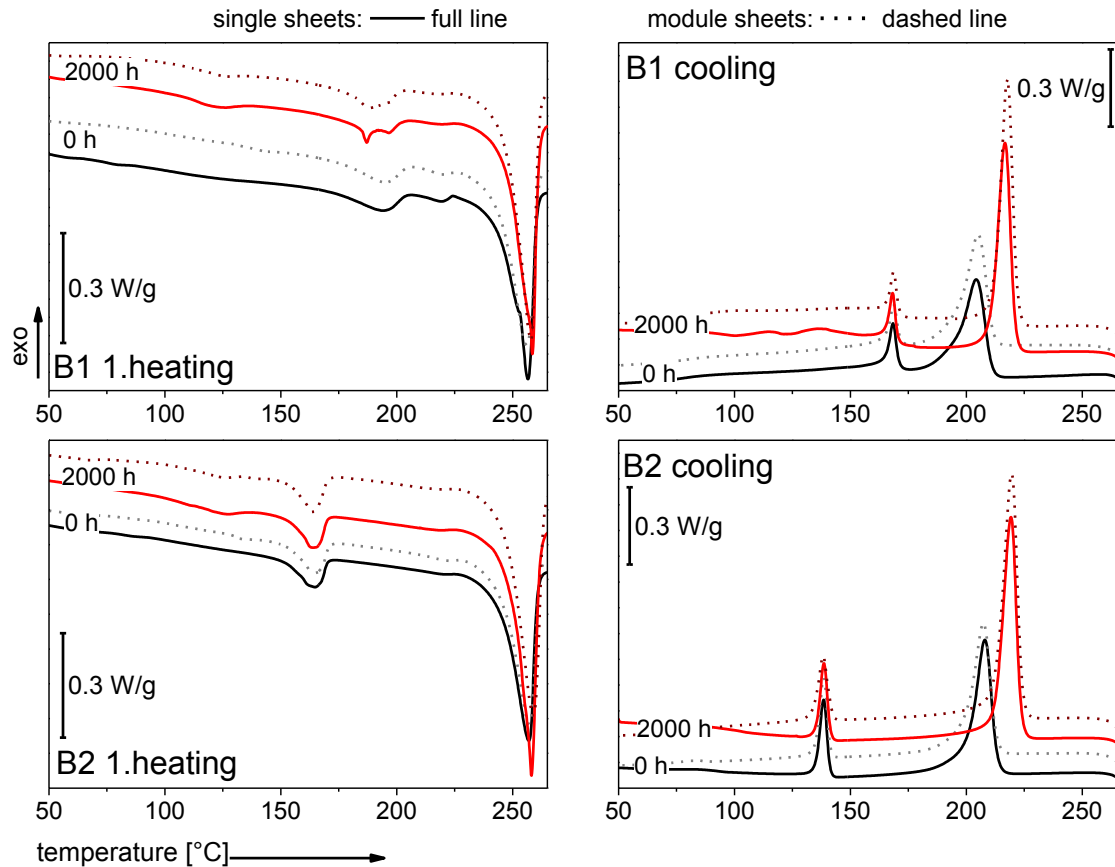 single sheets: full line module sheets: dashed line
2000 h
0 h
0.3 W/g
exo
B1 1.heating
50 100 150 200 250
B1 cooling
0.3 W/g
2000 h
0 h
50 100 150 200 250
2000 h
0 h
0.3 W/g
B2 1.heating
50 100 150 200 250
B2 cooling
0.3 W/g
2000 h
0 h
50 100 150 200 250
temperature [°C]